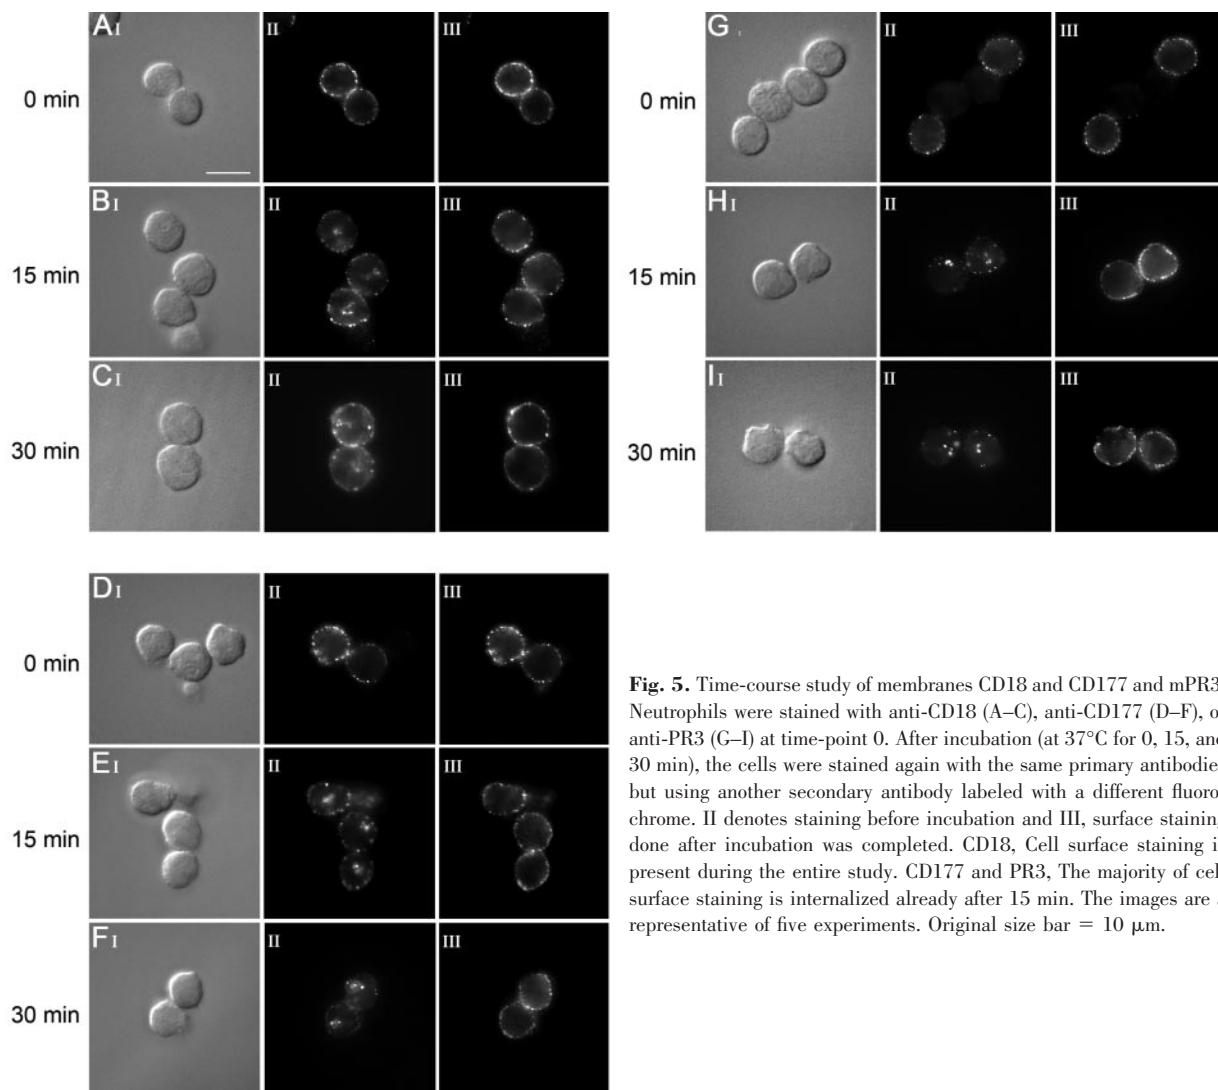 A I II III
0 min
B I II III
15 min
C I II III
30 min
D I II III
0 min
E I II III
15 min
F I II III
30 min
G I II III
0 min
H I II III
15 min
I I II III
30 min
Fig. 5. Time-course study of membranes CD18 and CD177 and mPR3
Neutrophils were stained with anti-CD18 (A–C), anti-CD177 (D–F), o
anti-PR3 (G–I) at time-point 0. After incubation (at 37°C for 0, 15, and
30 min), the cells were stained again with the same primary antibodie
but using another secondary antibody labeled with a different fluoro
chrome. II denotes staining before incubation and III, surface staining
done after incubation was completed. CD18, Cell surface staining i
present during the entire study. CD177 and PR3, The majority of cel
surface staining is internalized already after 15 min. The images are
representative of five experiments. Original size bar = 10 μm.